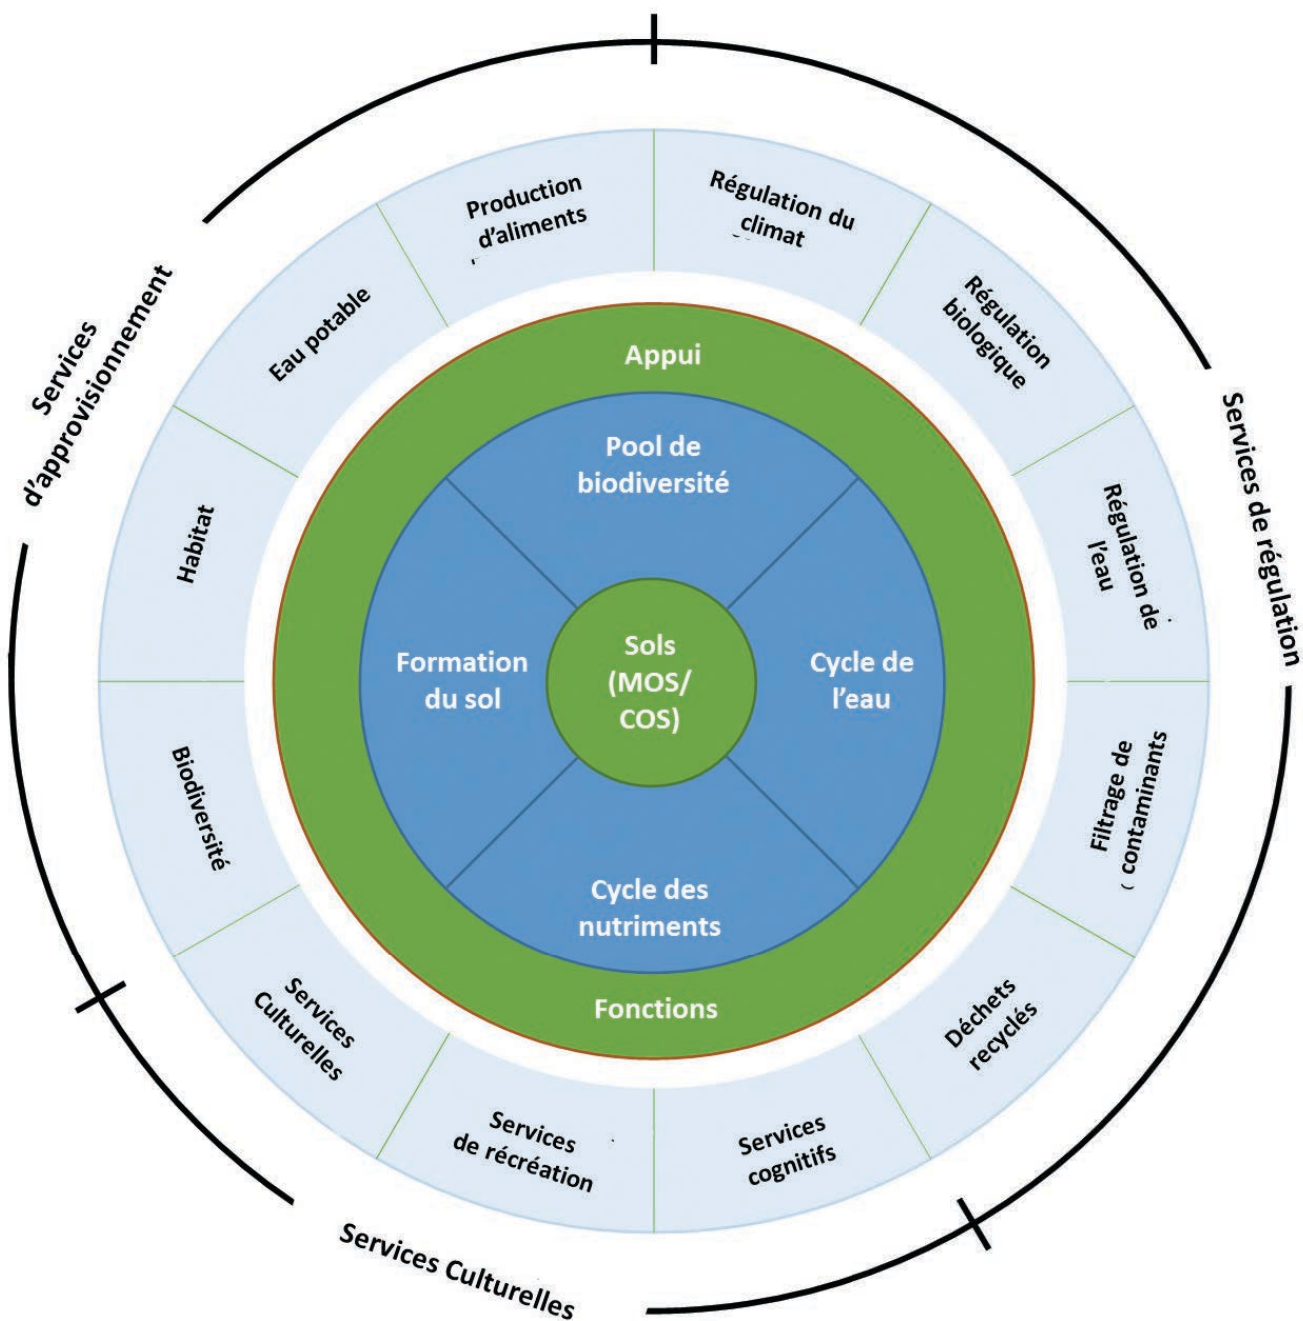 Production
d'aliments
Régulation du
climat
Régulation
biologique
Régulation de
l'eau
Filtrage de
contaminants
Déchets
recyclés
Services
cognitifs
Services
de récréation
Services
Culturelles
Biodiversité
Habitat
Eau potable
Services
d'approvisionnement
Services de régulation
Services Culturelles
Appui
Pool de
biodiversité
Formation
du sol
Sols
(MOS/
COS)
Cycle de
l'eau
Cycle des
nutriments
Fonctions